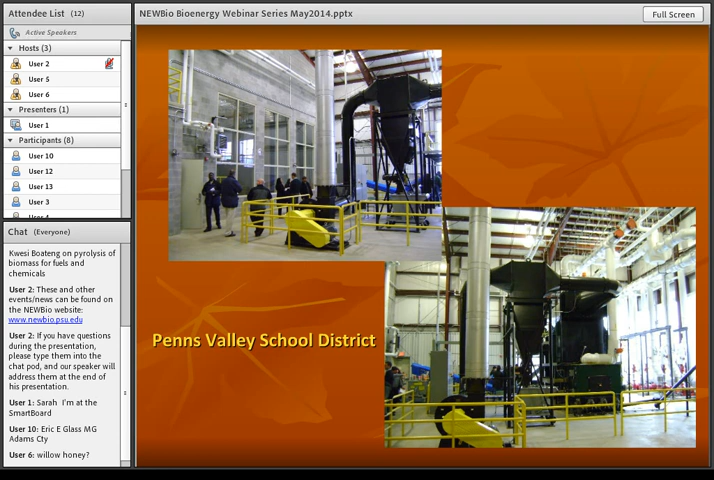 Attendee List (12)
Active Speakers
Hosts (3)
User 2
User 5
User 6
Presenters (1)
User 1
Participants (8)
User 10
User 12
User 13
User 3
Chat (Everyone)
Kwesi Boateng on pyrolysis of
biomass for fuels and
chemicals
User 2: These and other
events/news can be found on
the NEWBio website:
www.newbio.psu.edu
User 2: If you have questions
during the presentation,
please type them into the
chat pod, and our speaker will
address them at the end of
his presentation.
User 1: Sarah I'm at the
SmartBoard
User 10: Eric E Glass MG
Adams Cty
User 6: willow honey?
NEWBio Bioenergy Webinar Series May2014.pptx
Full Screen
Penns Valley School District